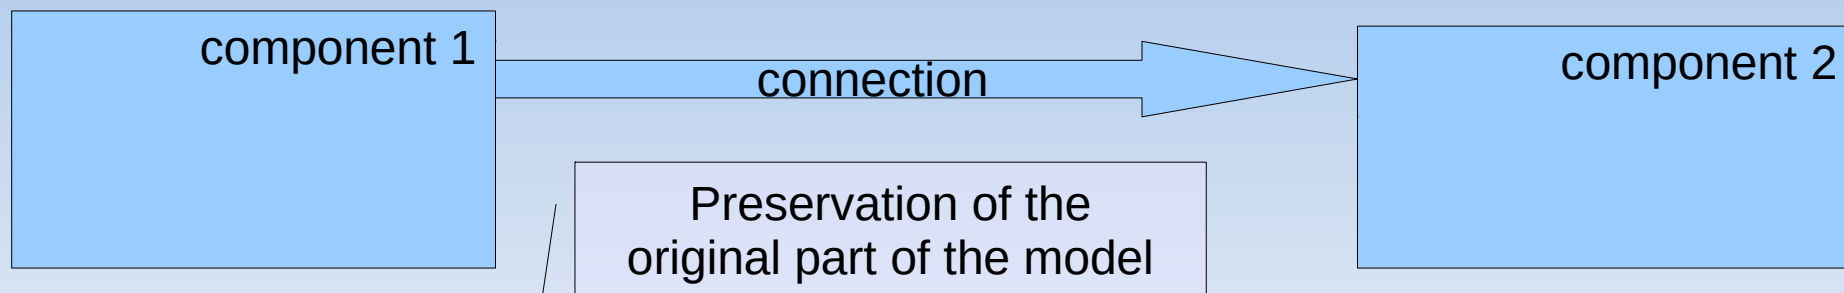 component 1
connection
component 2
Preservation of the
original part of the model